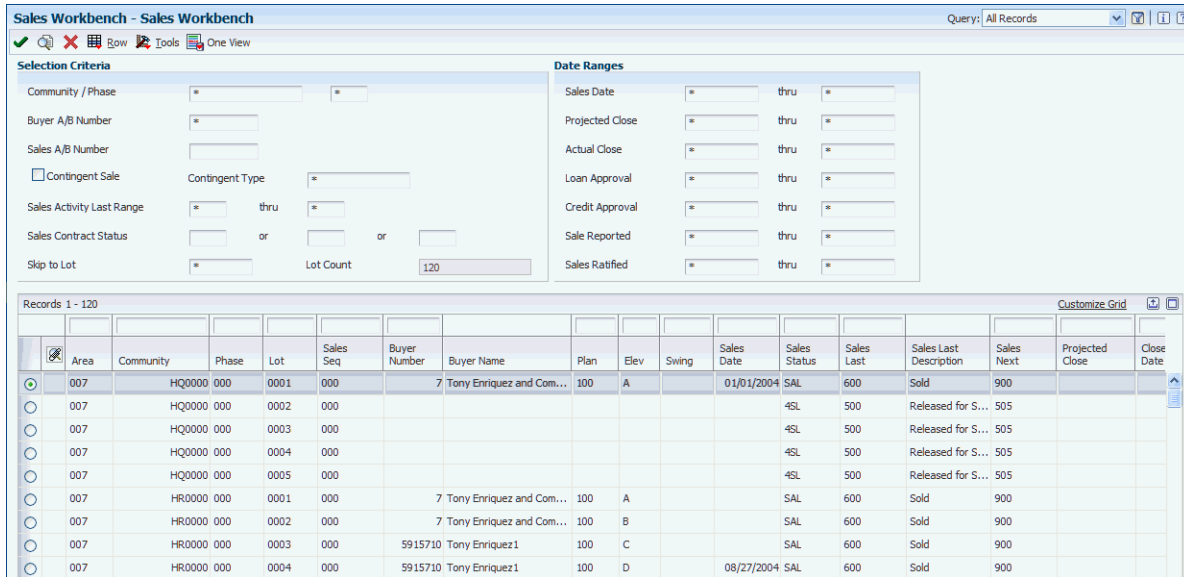 Sales Workbench - Sales Workbench Query: All Records
Row Tools One View
Selection Criteria Date Ranges
Community / Phase * * Sales Date * thru *
Buyer A/B Number * Projected Close * thru *
Sales A/B Number Actual Close * thru *
Contingent Sale Contingent Type * Loan Approval * thru *
Sales Activity Last Range * thru * Credit Approval * thru *
Sales Contract Status or or Sale Reported * thru *
Skip to Lot * Lot Count 120 Sales Ratified * thru *
Records 1 - 120 Customize Grid
Area Community Phase Lot Sales Seq Buyer Number Buyer Name Plan Elev Swing Sales Date Sales Status Sales Last Sales Last Description Sales Next Projected Close Close Date
007 HQ0000 000 0001 000 7 Tony Enriquez and Com... 100 A 01/01/2004 SAL 600 Sold 900
007 HQ0000 000 0002 000 4SL 500 Released for S... 505
007 HQ0000 000 0003 000 4SL 500 Released for S... 505
007 HQ0000 000 0004 000 4SL 500 Released for S... 505
007 HQ0000 000 0005 000 4SL 500 Released for S... 505
007 HR0000 000 0001 000 7 Tony Enriquez and Com... 100 A SAL 600 Sold 900
007 HR0000 000 0002 000 7 Tony Enriquez and Com... 100 B SAL 600 Sold 900
007 HR0000 000 0003 000 5915710 Tony Enriquez1 100 C SAL 600 Sold 900
007 HR0000 000 0004 000 5915710 Tony Enriquez1 100 D 08/27/2004 SAL 600 Sold 900